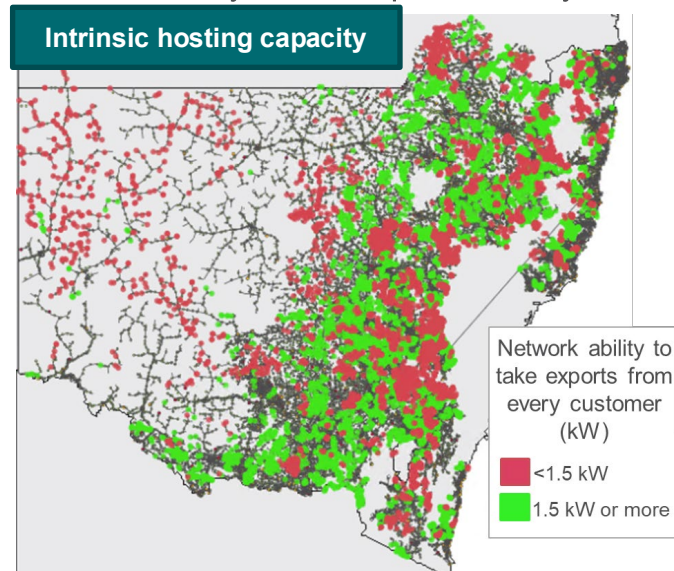 Intrinsic hosting capacity
Network ability to
take exports from
every customer
(kW)
<1.5 kW
1.5 kW or more